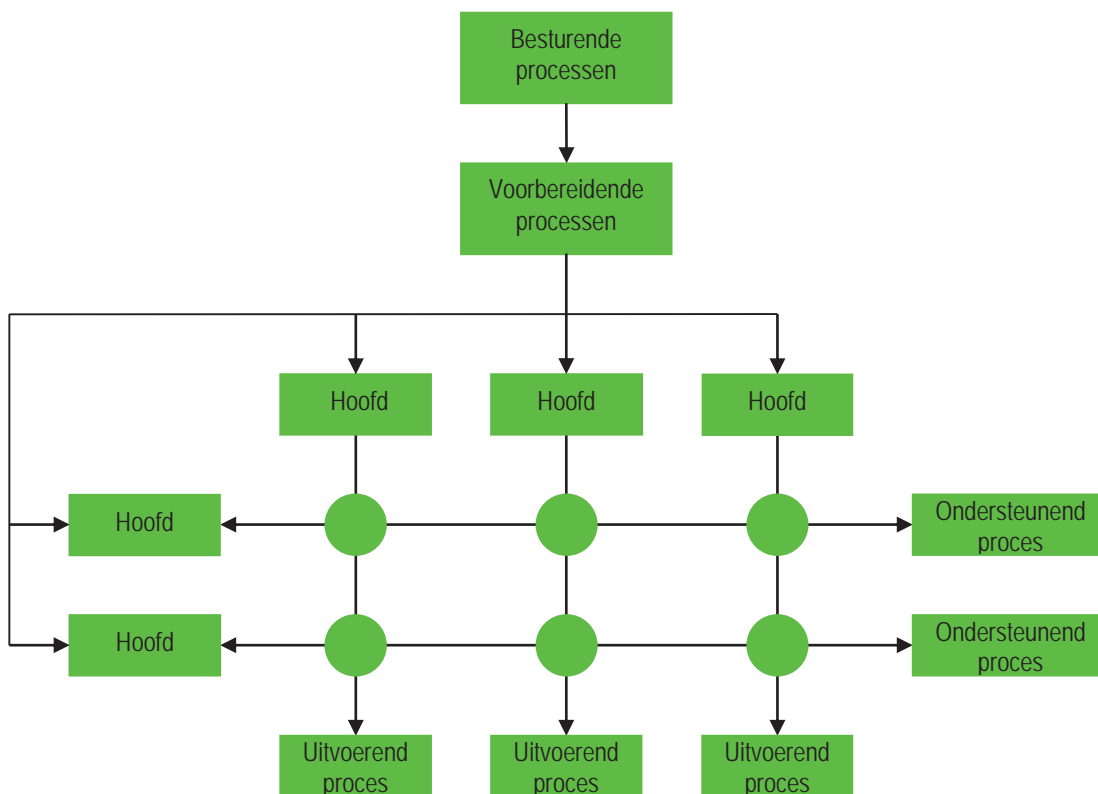 Besturende
processen
Voorbereidende
processen
Hoofd
Hoofd
Hoofd
Hoofd
Ondersteunend
proces
Hoofd
Ondersteunend
proces
Uitvoerend
proces
Uitvoerend
proces
Uitvoerend
proces